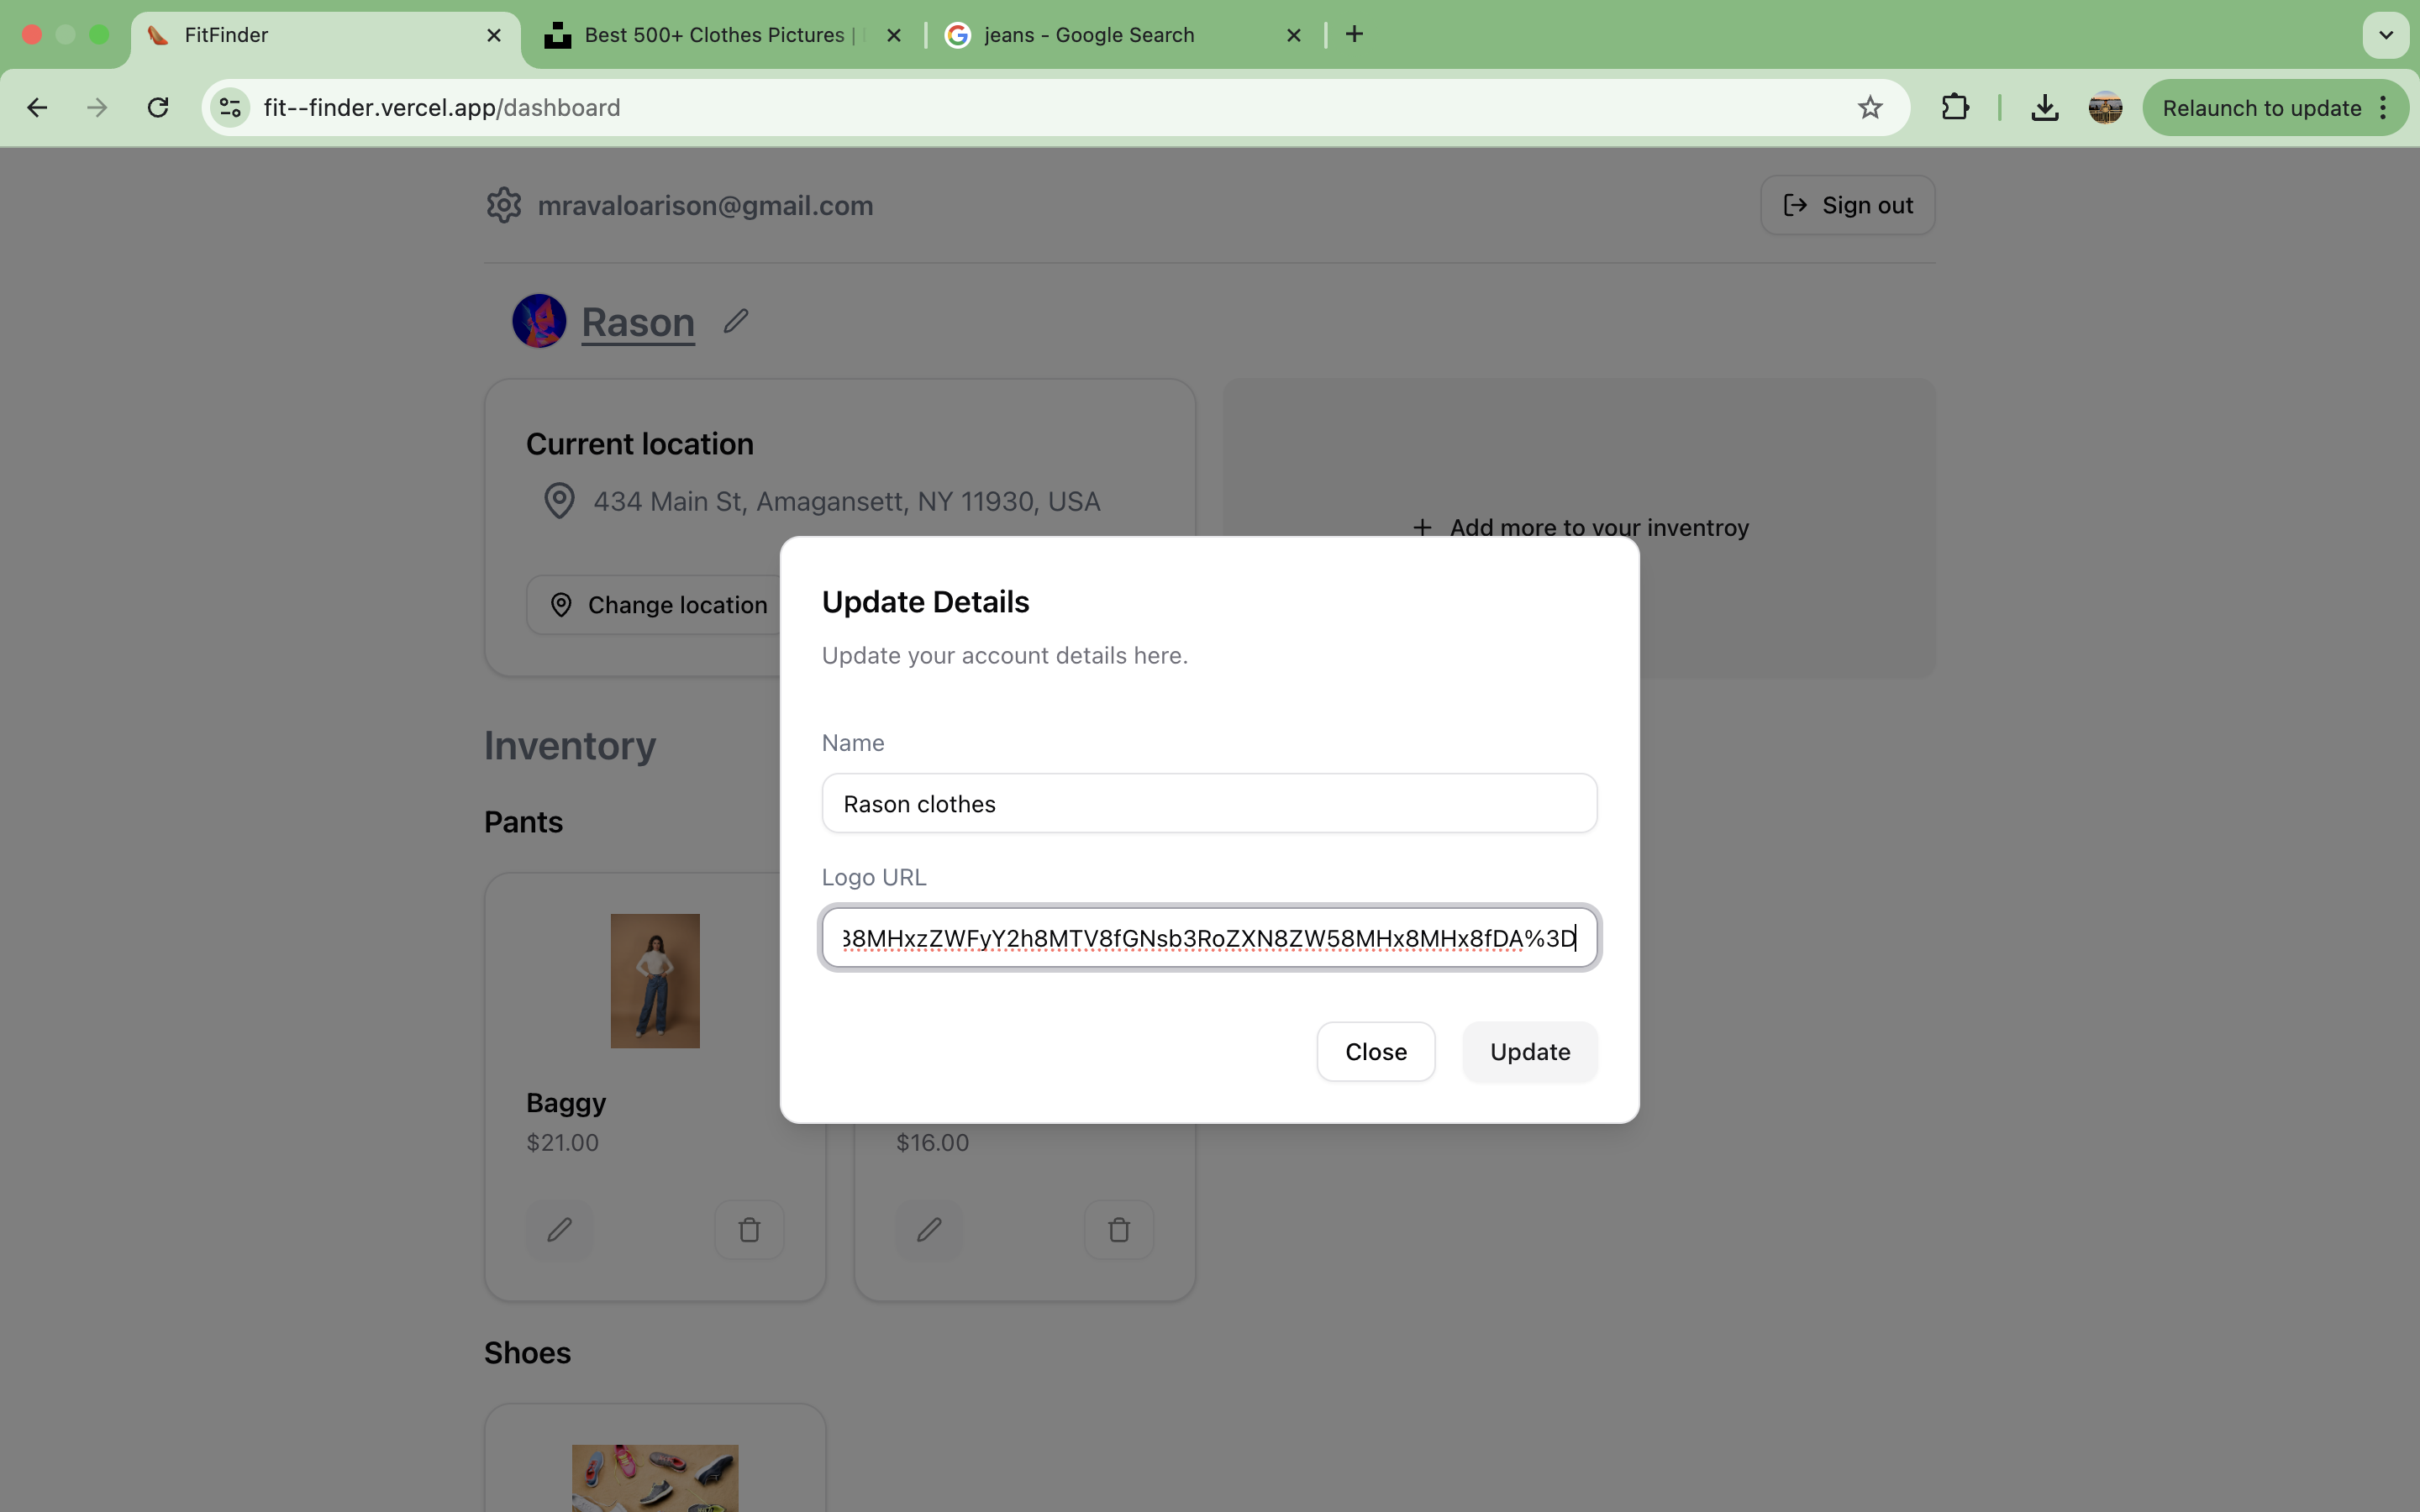 FitFinder
Best 500+ Clothes Pictures |
jeans - Google Search
fit--finder.vercel.app/dashboard
Relaunch to update
mravaloarison@gmail.com
Sign out
Rason
Current location
434 Main St, Amagansett, NY 11930, USA
Change location
Add more to your inventroy
Update Details
Update your account details here.
Name
Rason clothes
Logo URL
38MHxzZWFyY2h8MTV8fGNsb3RoZXN8ZW58MHx8MHx8fDA%3D
Close
Update
Inventory
Pants
Baggy
$21.00
$16.00
Shoes